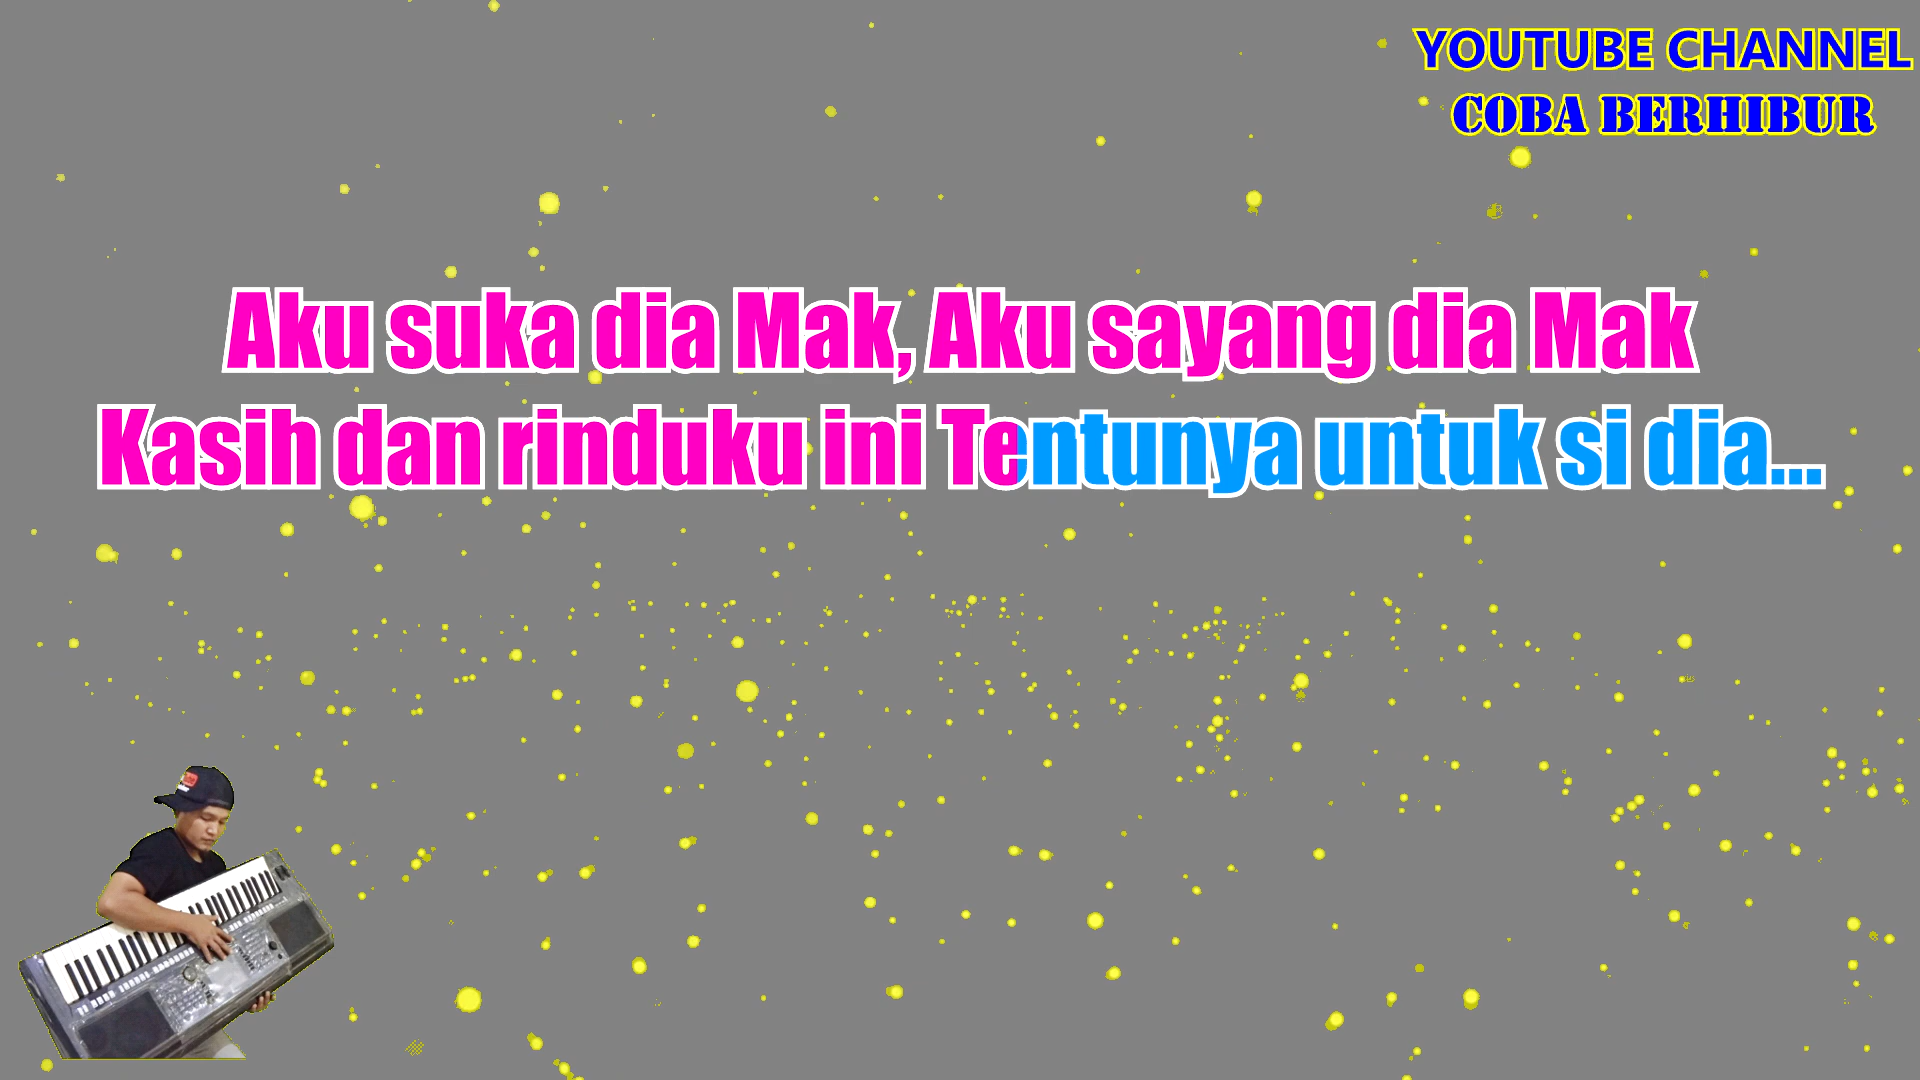 YOUTUBE CHANNEL
COBA BERHIBUR
Aku suka dia Mak, Aku sayang dia Mak
Kasih dan rinduku ini Tentunya untuk si dia...